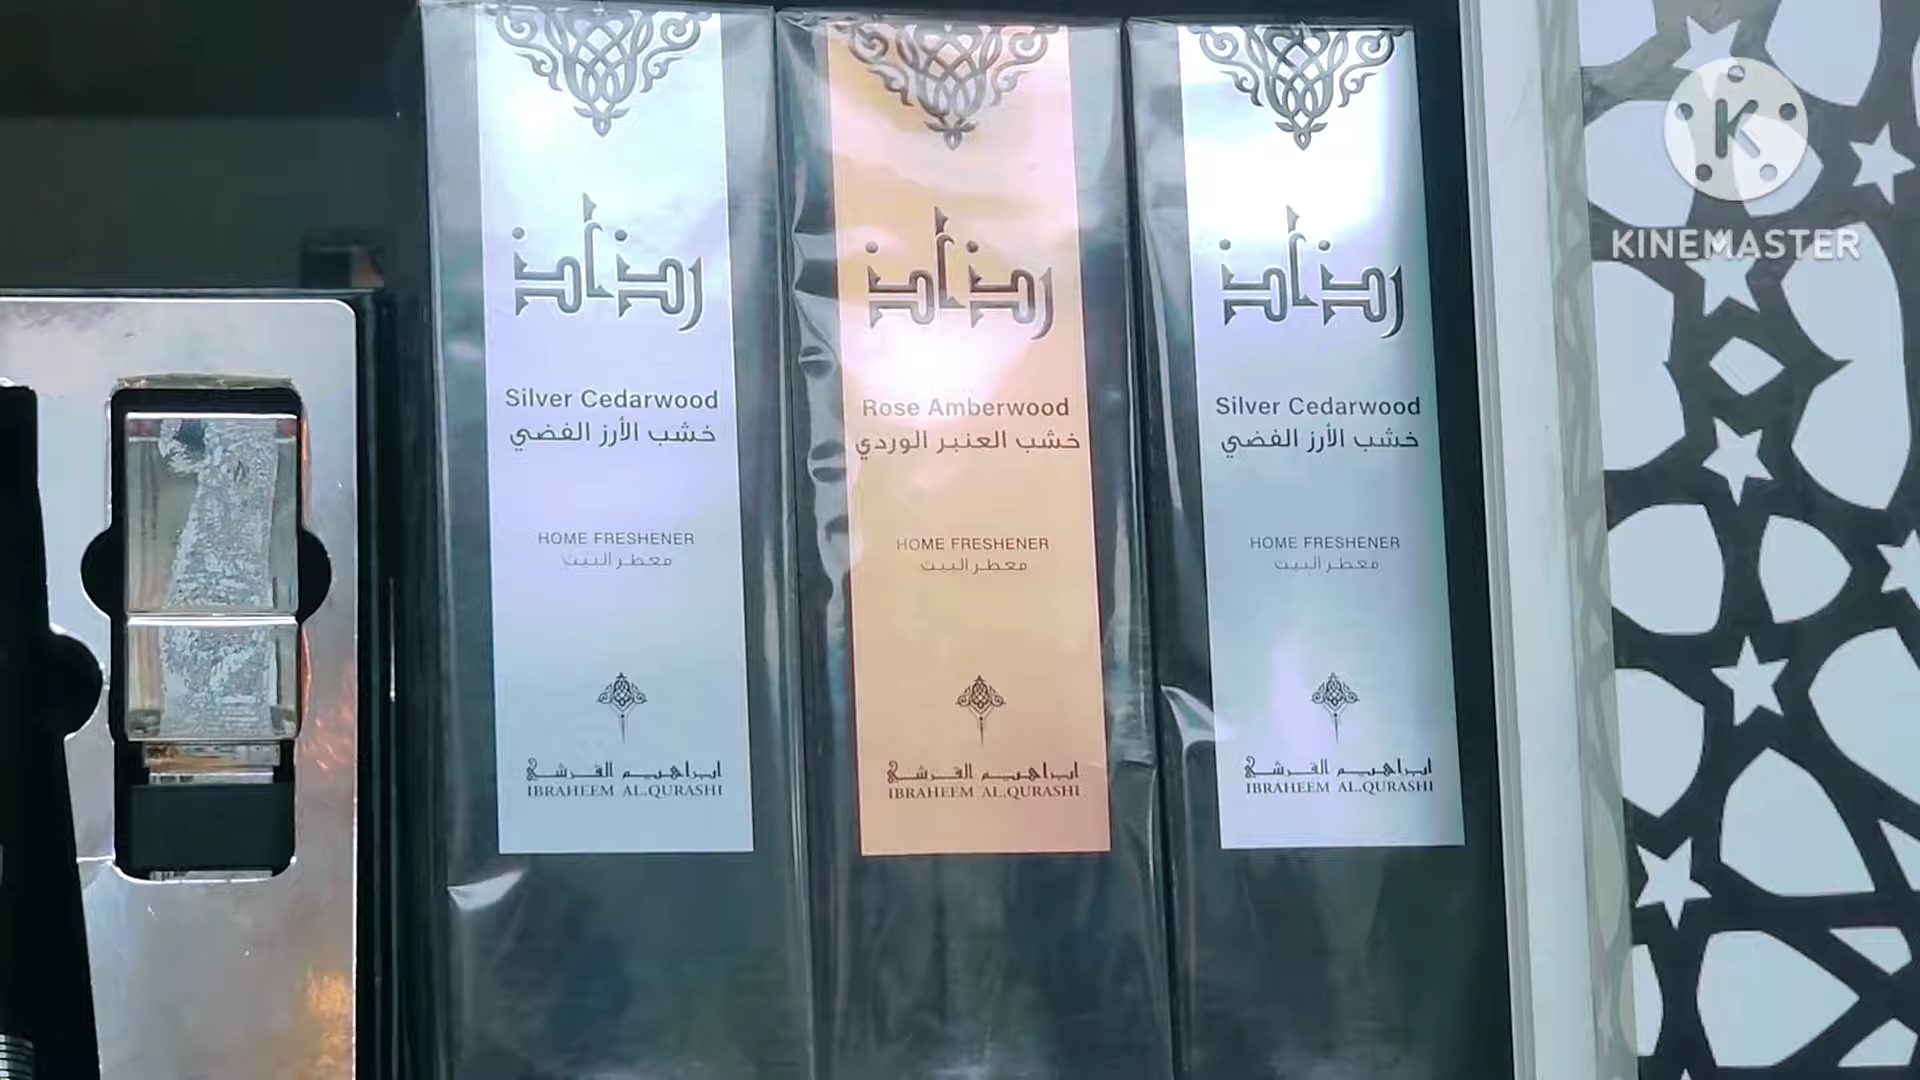 رذاذ
Silver Cedarwood
خشب الأرز الفضي
HOME FRESHENER
معطر البيت
ابراهيم القرشي
IBRAHEEM AL.QURASHI
رذاذ
Rose Amberwood
خشب العنبر الوردي
HOME FRESHENER
معطر البيت
ابراهيم القرشي
IBRAHEEM AL.QURASHI
رذاذ
Silver Cedarwood
خشب الأرز الفضي
HOME FRESHENER
معطر البيت
ابراهيم القرشي
IBRAHEEM AL.QURASHI
K
KINEMASTER